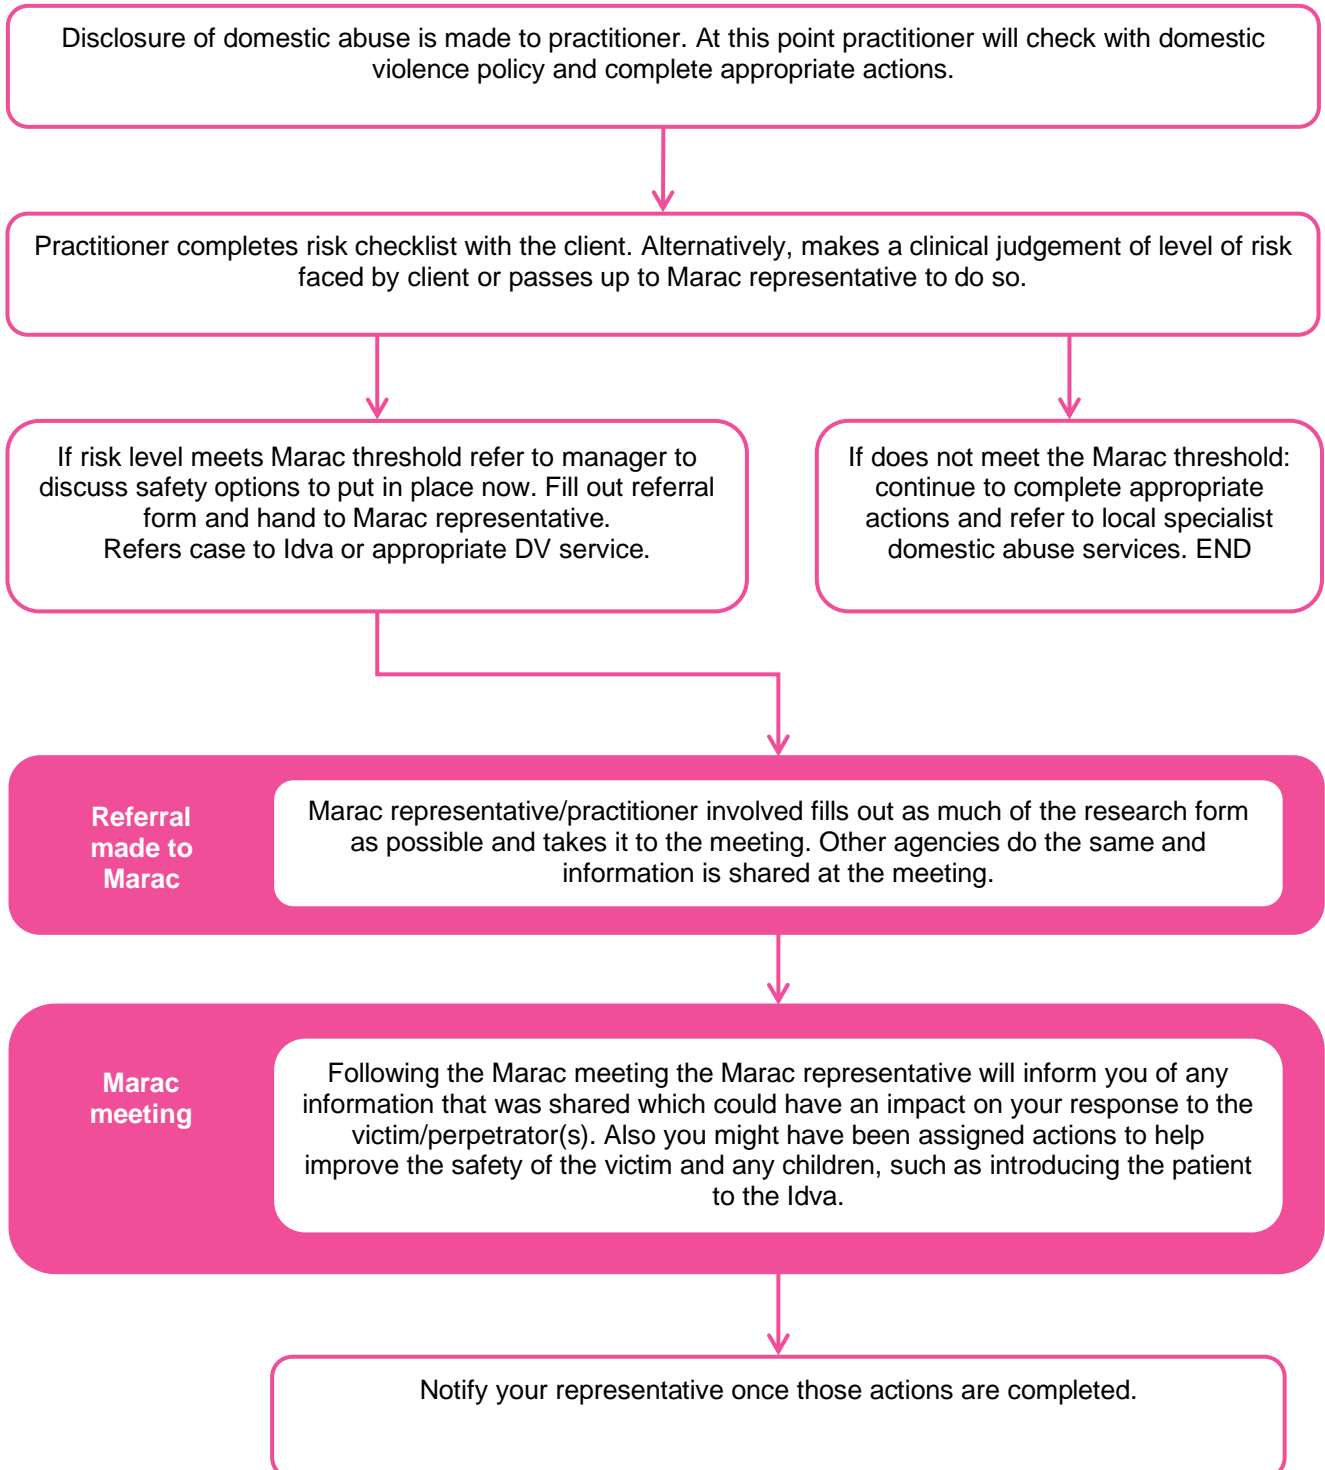 Disclosure of domestic abuse is made to practitioner. At this point practitioner will check with domestic
violence policy and complete appropriate actions.
Practitioner completes risk checklist with the client. Alternatively, makes a clinical judgement of level of risk
faced by client or passes up to Marac representative to do so.
If risk level meets Marac threshold refer to manager to
discuss safety options to put in place now. Fill out referral
form and hand to Marac representative.
Refers case to Idva or appropriate DV service.
If does not meet the Marac threshold:
continue to complete appropriate
actions and refer to local specialist
domestic abuse services. END
Referral
made to
Marac
Marac representative/practitioner involved fills out as much of the research form
as possible and takes it to the meeting. Other agencies do the same and
information is shared at the meeting.
Marac
meeting
Following the Marac meeting the Marac representative will inform you of any
information that was shared which could have an impact on your response to the
victim/perpetrator(s). Also you might have been assigned actions to help
improve the safety of the victim and any children, such as introducing the patient
to the Idva.
Notify your representative once those actions are completed.